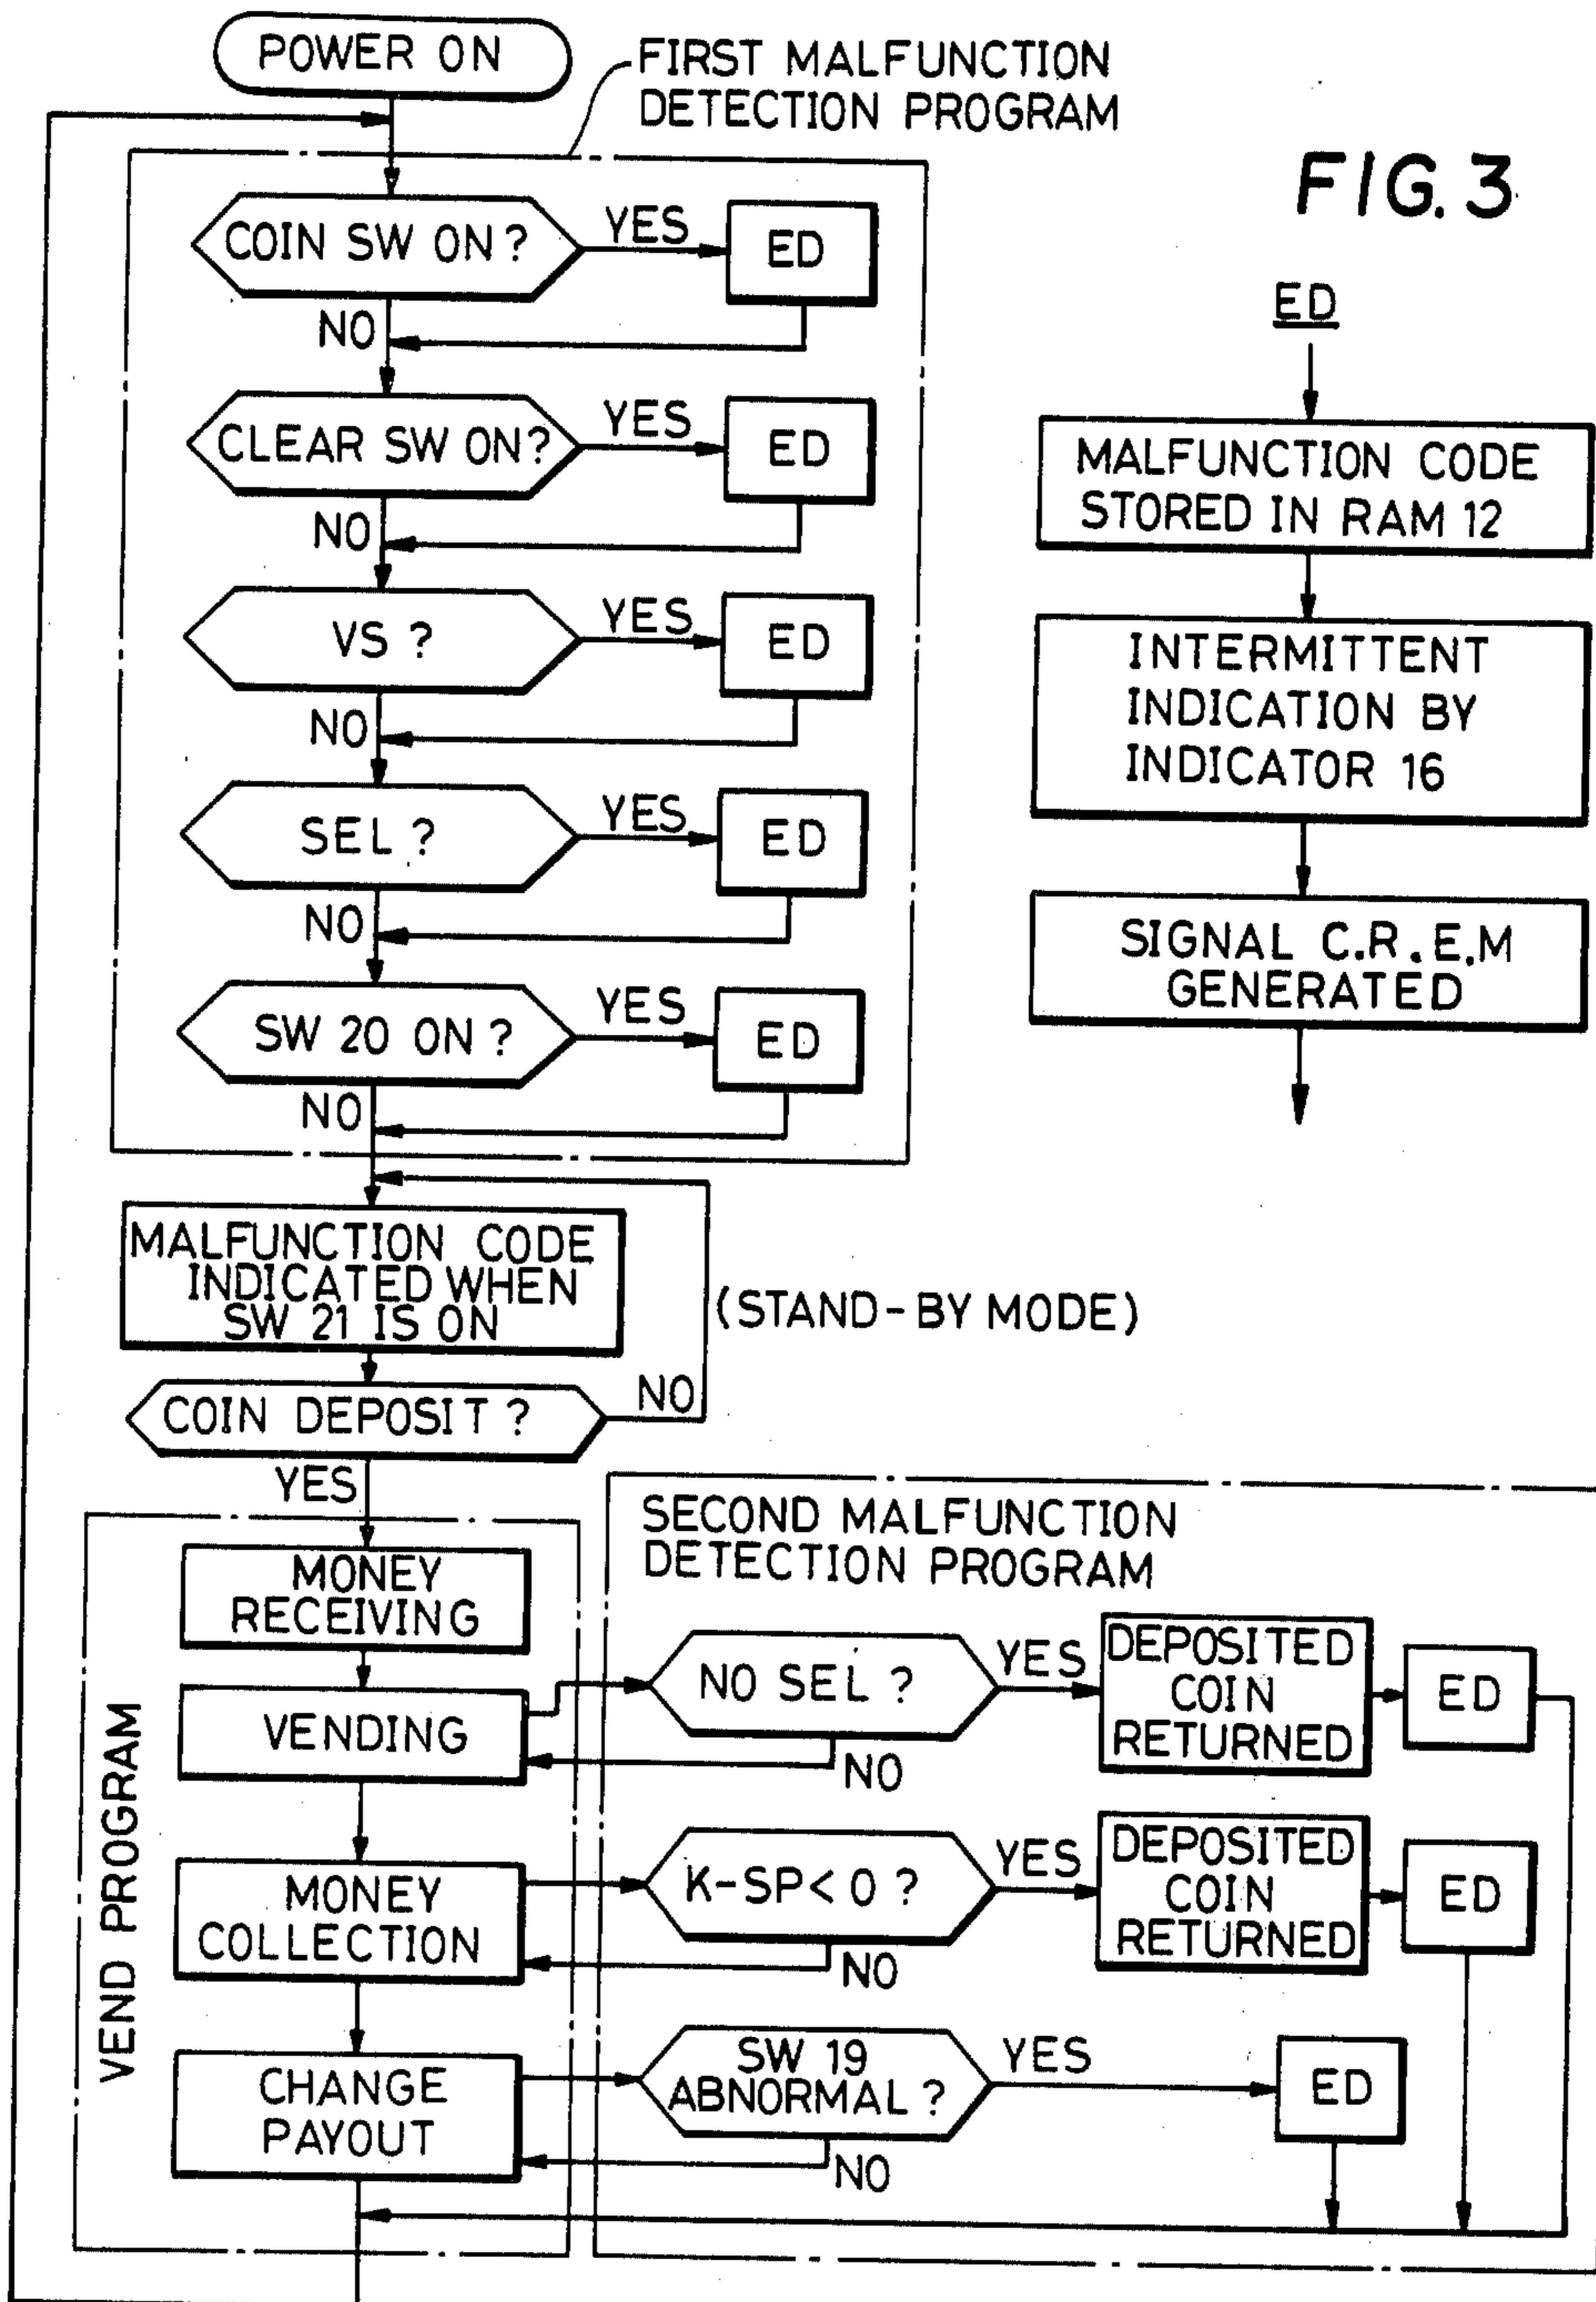 POWER ON
FIRST MALFUNCTION
DETECTION PROGRAM
FIG. 3
COIN SW ON ?
YES
ED
NO
CLEAR SW ON?
YES
ED
NO
VS ?
YES
ED
NO
SEL ?
YES
ED
NO
SW 20 ON ?
YES
ED
NO
ED
MALFUNCTION CODE
STORED IN RAM 12
INTERMITTENT
INDICATION BY
INDICATOR 16
SIGNAL C.R.E.M
GENERATED
MALFUNCTION CODE
INDICATED WHEN
SW 21 IS ON
(STAND-BY MODE)
COIN DEPOSIT ?
NO
YES
VEND PROGRAM
MONEY
RECEIVING
VENDING
MONEY
COLLECTION
CHANGE
PAYOUT
SECOND MALFUNCTION
DETECTION PROGRAM
NO SEL ?
YES
DEPOSITED
COIN
RETURNED
ED
NO
K-SP<0 ?
YES
DEPOSITED
COIN
RETURNED
ED
NO
SW 19
ABNORMAL ?
YES
ED
NO